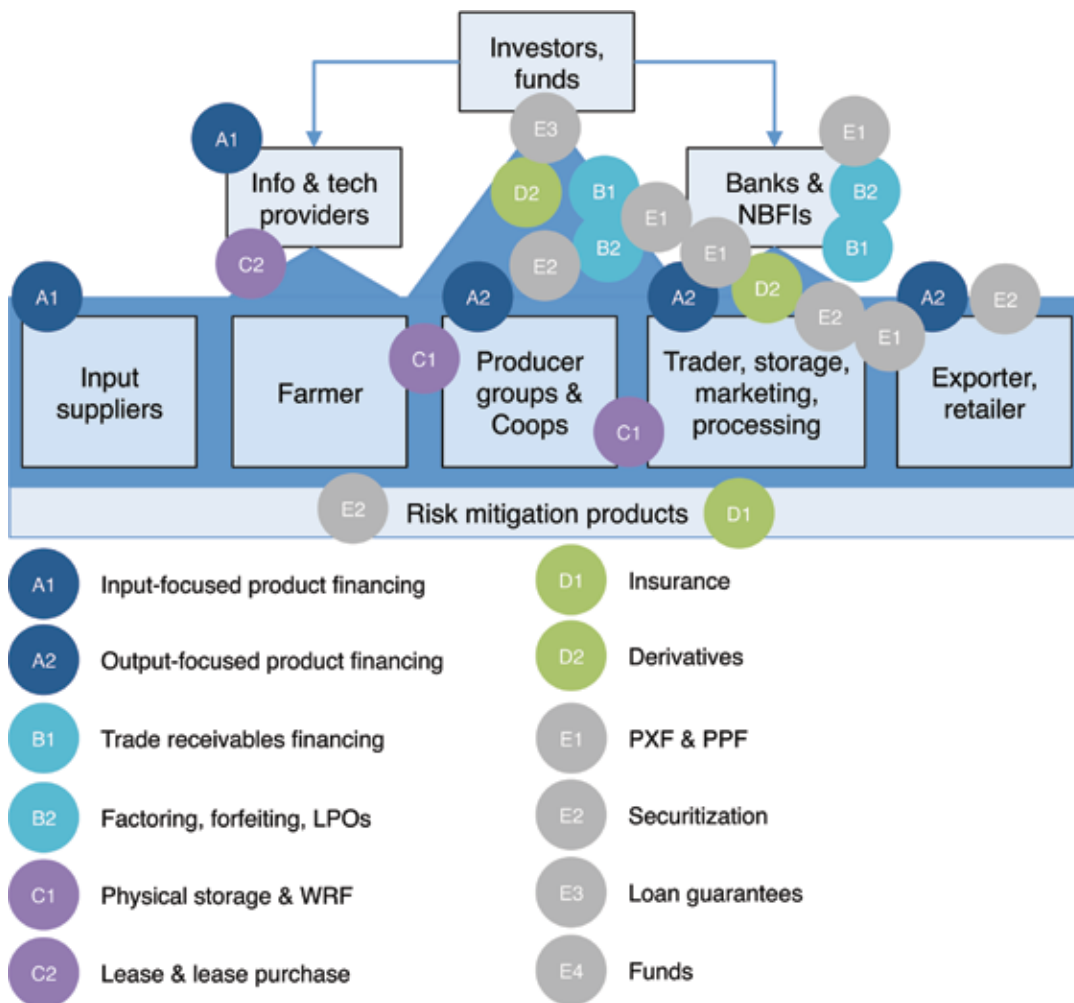 Investors,
funds
E3
A1
E1
Info & tech
providers
D2
B1
Banks &
NBFIs
B2
E1
B2
E1
B1
C2
E2
A1
A2
A2
D2
E2
A2
E2
E1
C1
Input
suppliers
Farmer
Producer
groups &
Coops
Trader, storage,
marketing,
processing
Exporter,
retailer
C1
E2
Risk mitigation products
D1
A1 Input-focused product financing
A2 Output-focused product financing
B1 Trade receivables financing
B2 Factoring, forfeiting, LPOs
C1 Physical storage & WRF
C2 Lease & lease purchase
D1 Insurance
D2 Derivatives
E1 PXF & PPF
E2 Securitization
E3 Loan guarantees
E4 Funds